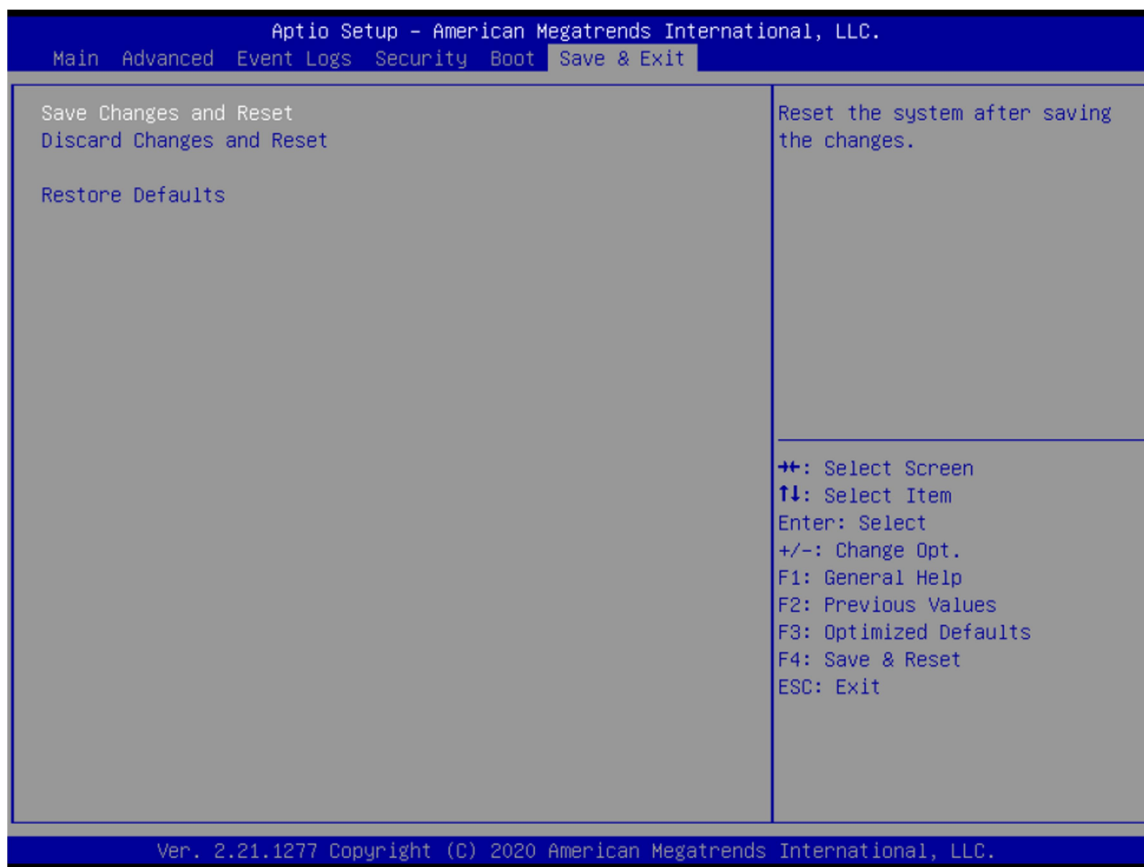 Aptio Setup – American Megatrends International, LLC.
Main Advanced Event Logs Security Boot Save & Exit
Save Changes and Reset
Discard Changes and Reset
Restore Defaults
Reset the system after saving
the changes.
→←: Select Screen
↑↓: Select Item
Enter: Select
+/-: Change Opt.
F1: General Help
F2: Previous Values
F3: Optimized Defaults
F4: Save & Reset
ESC: Exit
Ver. 2.21.1277 Copyright (C) 2020 American Megatrends International, LLC.